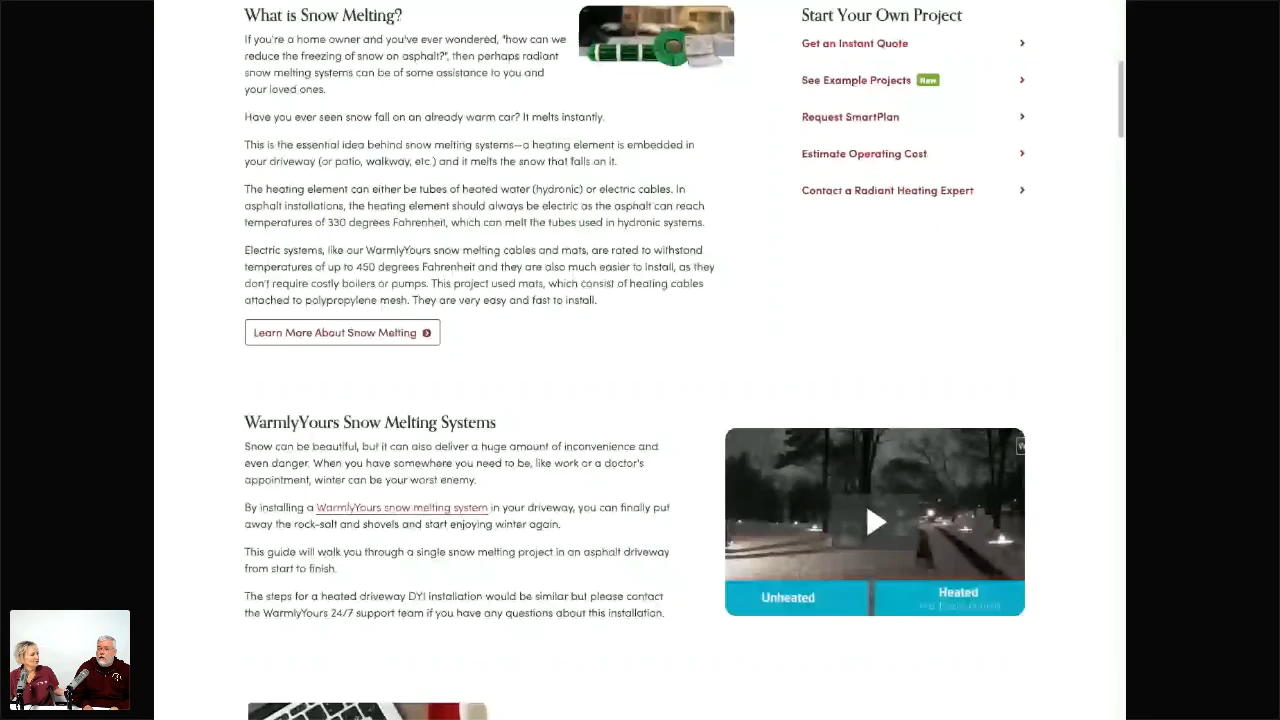 What is Snow Melting?
If you're a home owner and you've ever wondered, "how can we
reduce the freezing of snow on asphalt?", then perhaps radiant
snow melting systems can be of some assistance to you and
your loved ones.
Have you ever seen snow fall on an already warm car? It melts instantly.
This is the essential idea behind snow melting systems—a heating element is embedded in
your driveway (or patio, walkway, etc.) and it melts the snow that falls on it.
The heating element can either be tubes of heated water (hydronic) or electric cables. In
asphalt installations, the heating element should always be electric as the asphalt can reach
temperatures of 330 degrees Fahrenheit, which can melt the tubes used in hydronic systems.
Electric systems, like our WarmlyYours snow melting cables and mats, are rated to withstand
temperatures of up to 450 degrees Fahrenheit and they are also much easier to install, as they
don't require costly boilers or pumps. This project used mats, which consist of heating cables
attached to polypropylene mesh. They are very easy and fast to install.
Learn More About Snow Melting
Start Your Own Project
Get an Instant Quote
See Example Projects New
Request SmartPlan
Estimate Operating Cost
Contact a Radiant Heating Expert
WarmlyYours Snow Melting Systems
Snow can be beautiful, but it can also deliver a huge amount of inconvenience and
even danger. When you have somewhere you need to be, like work or a doctor's
appointment, winter can be your worst enemy.
By installing a WarmlyYours snow melting system in your driveway, you can finally put
away the rock-salt and shovels and start enjoying winter again.
This guide will walk you through a single snow melting project in an asphalt driveway
from start to finish.
The steps for a heated driveway DYI installation would be similar but please contact
the WarmlyYours 24/7 support team if you have any questions about this installation.
Unheated
Heated